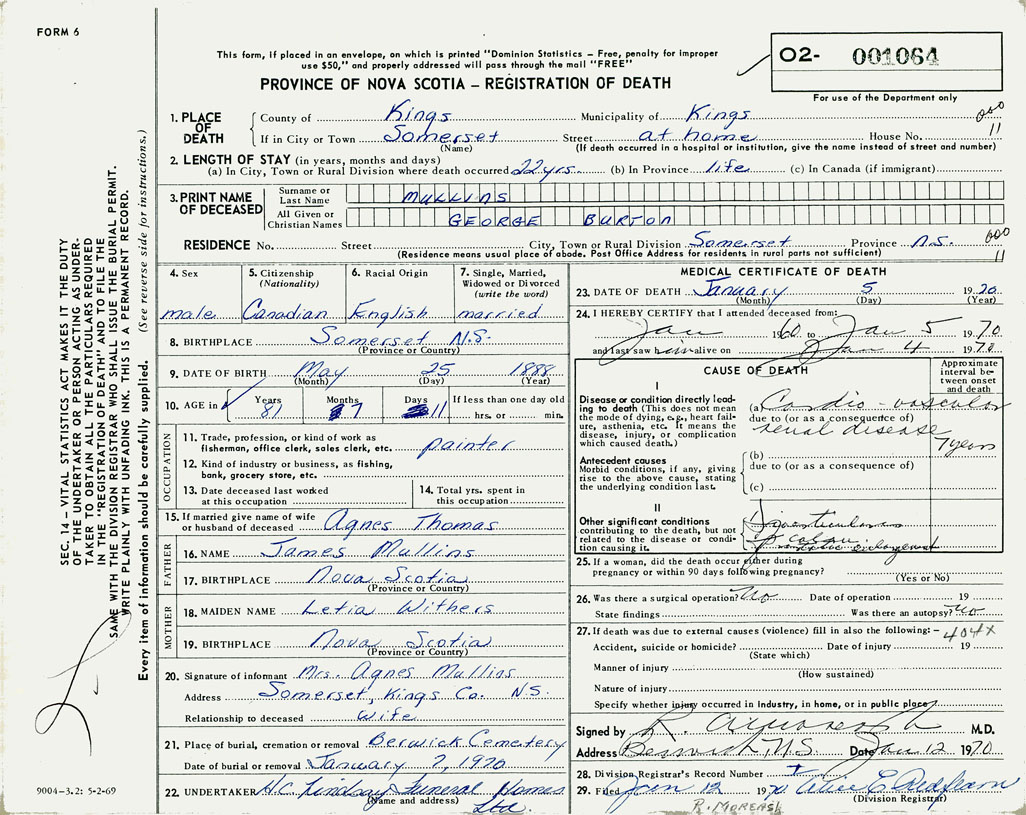 FORM 6
This form, if placed in an envelope, on which is printed "Dominion Statistics – Free, penalty for improper
use $50," and properly addressed will pass through the mail "FREE"
PROVINCE OF NOVA SCOTIA – REGISTRATION OF DEATH
O2- 001064
For use of the Department only
1. PLACE OF DEATH
County of Kings Municipality of Kings
If in City or Town Somerset Street at home House No. 11
(Name) (If death occurred in a hospital or institution, give the name instead of street and number)
2. LENGTH OF STAY (in years, months and days)
(a) In City, Town or Rural Division where death occurred 22 yrs. (b) In Province life (c) In Canada (if immigrant)
3. PRINT NAME OF DECEASED
Surname or Last Name MULLINS
All Given or Christian Names GEORGE BURTON
RESIDENCE No. Street City, Town or Rural Division Somerset Province N.S. 000
(Residence means usual place of abode. Post Office Address for residents in rural parts not sufficient) 11
4. Sex
male
5. Citizenship (Nationality)
Canadian
6. Racial Origin
English
7. Single, Married, Widowed or Divorced (write the word)
married
8. BIRTHPLACE Somerset N.S.
(Province or Country)
9. DATE OF BIRTH May 25 1888
(Month) (Day) (Year)
10. AGE in Years 81 Months 7 Days 11 If less than one day old
hrs. or min.
OCCUPATION
11. Trade, profession, or kind of work as
fisherman, office clerk, sales clerk, etc. painter
12. Kind of industry or business, as fishing,
bank, grocery store, etc.
13. Date deceased last worked
at this occupation
14. Total yrs. spent in
this occupation
15. If married give name of wife
or husband of deceased Agnes Thomas
FATHER
16. NAME James Mullins
17. BIRTHPLACE Nova Scotia
(Province or Country)
MOTHER
18. MAIDEN NAME Letia Withers
19. BIRTHPLACE Nova Scotia
(Province or Country)
20. Signature of informant Mrs. Agnes Mullins
Address Somerset, Kings Co. N.S.
Relationship to deceased wife
21. Place of burial, cremation or removal Berwick Cemetery
Date of burial or removal January 7, 1970
22. UNDERTAKER H.C. Lindsay Funeral Homes
(Name and address) Ltd.
MEDICAL CERTIFICATE OF DEATH
23. DATE OF DEATH January 5 1970
(Month) (Day) (Year)
24. I HEREBY CERTIFY that I attended deceased from:
Jan 1960 to Jan 5 1970
and last saw him alive on Jan 4 1970
CAUSE OF DEATH
Approximate interval between onset and death
I
Disease or condition directly leading to death (This does not mean the mode of dying, e.g., heart failure, asthenia, etc. It means the disease, injury, or complication which caused death.)
(a) Cardio-vascular
due to (or as a consequence of)
renal disease
7 years
Antecedent causes
Morbid conditions, if any, giving rise to the above cause, stating the underlying condition last.
(b)
due to (or as a consequence of)
(c)
II
Other significant conditions
contributing to the death, but not
related to the disease or condition causing it.
of colon
25. If a woman, did the death occur either during
pregnancy or within 90 days following pregnancy?
(Yes or No)
26. Was there a surgical operation? No Date of operation 19
State findings Was there an autopsy? No
27. If death was due to external causes (violence) fill in also the following:– 404X
Accident, suicide or homicide? Date of injury 19
(State which)
Manner of injury
(How sustained)
Nature of injury
Specify whether injury occurred in Industry, in home, or in public place
Signed by R. M.D.
Address Berwick, N.S. Date Jan 12 1970
28. Division Registrar's Record Number
29. Filed Jan 12 1970
(Division Registrar)
R. MOREASH
SEC. 14 – VITAL STATISTICS ACT MAKES IT THE DUTY
OF THE UNDERTAKER OR PERSON ACTING AS UNDERTAKER TO OBTAIN ALL THE PARTICULARS REQUIRED
IN THE "REGISTRATION OF DEATH" AND TO FILE THE
SAME WITH THE DIVISION REGISTRAR WHO SHALL ISSUE THE BURIAL PERMIT.
WRITE PLAINLY WITH UNFADING INK. THIS IS A PERMANENT RECORD.
Every item of information should be carefully supplied. (See reverse side for instructions.)
9004-3.2: 5-2-69